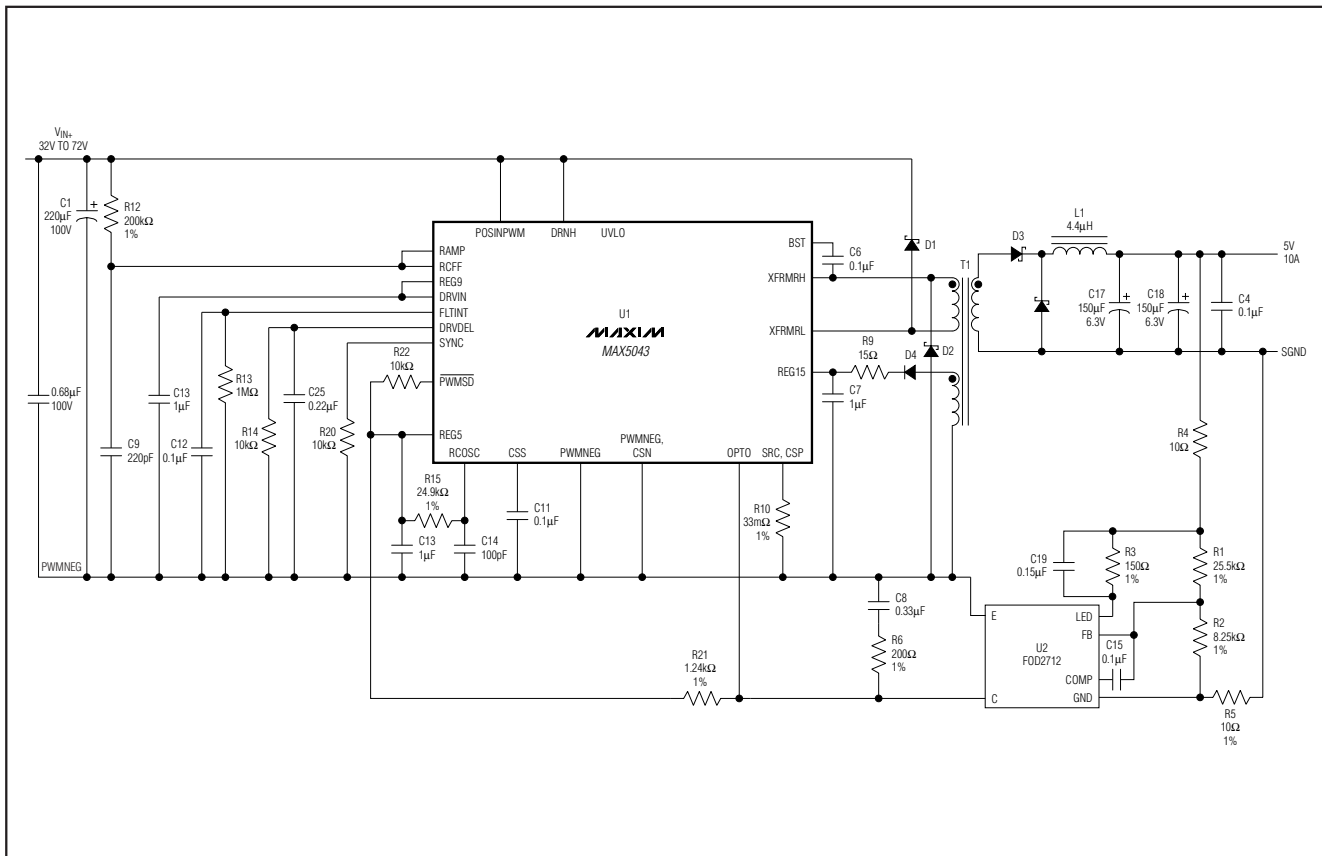 VIN+
32V TO 72V
C1
220µF
100V
R12
200kΩ
1%
0.68µF
100V
C9
220pF
C13
1µF
C12
0.1µF
R13
1MΩ
R14
10kΩ
C25
0.22µF
R20
10kΩ
R22
10kΩ
POSINPWM
DRNH
UVLO
RAMP
RCFF
REG9
DRVIN
FLTINT
DRVDEL
SYNC
PWMSD
REG5
RCOSC
CSS
PWMNEG
PWMNEG,
CSN
OPTO
SRC, CSP
BST
XFRMRH
XFRMRL
REG15
U1
MAXIM
MAX5043
R15
24.9kΩ
1%
C13
1µF
C14
100pF
C11
0.1µF
R10
33mΩ
1%
PWMNEG
C6
0.1µF
D1
R9
15Ω
D4
D2
C7
1µF
T1
D3
L1
4.4µH
C17
150µF
6.3V
C18
150µF
6.3V
C4
0.1µF
5V
10A
SGND
R4
10Ω
C19
0.15µF
R3
150Ω
1%
R1
25.5kΩ
1%
R2
8.25kΩ
1%
C8
0.33µF
R6
200Ω
1%
R21
1.24kΩ
1%
E
C
U2
FOD2712
LED
FB
COMP
GND
C15
0.1µF
R5
10Ω
1%